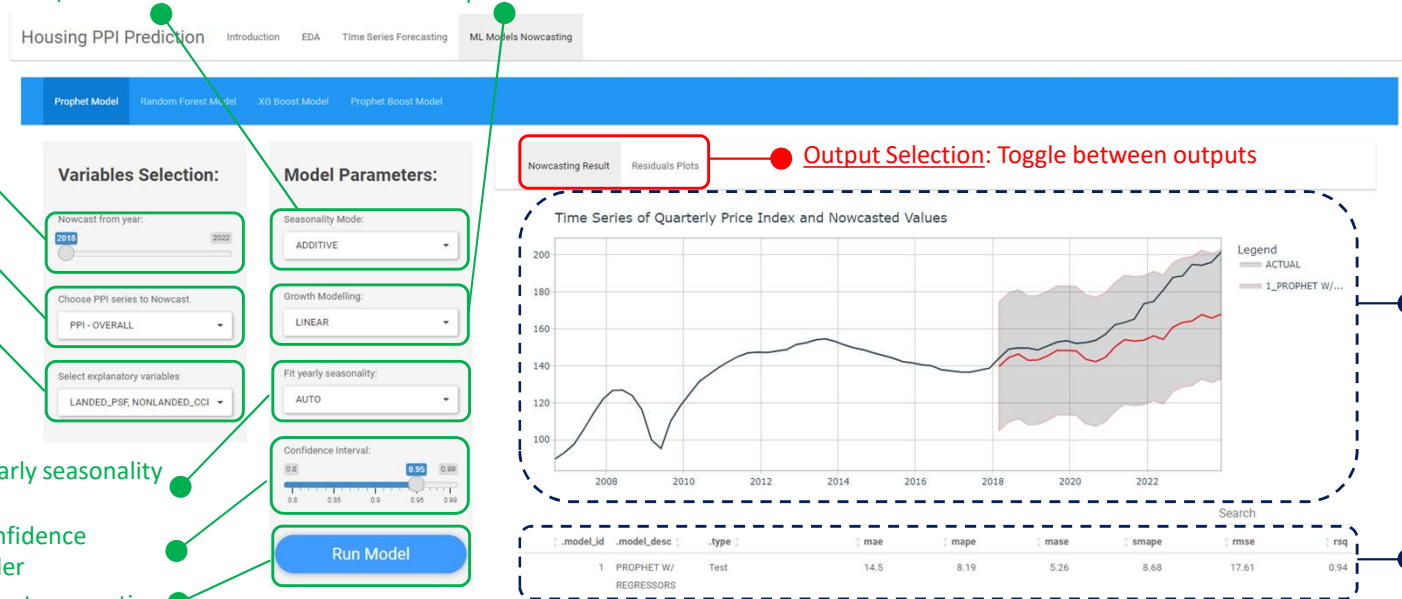 Housing PPI Prediction Introduction EDA Time Series Forecasting ML Models Nowcasting
Prophet Model Random Forest Model XG Boost Model Prophet Boost Model
Variables Selection:
Nowcast from year:
2018 2022
Choose PPI series to Nowcast
PPI - OVERALL
Select explanatory variables
LANDED_PSF, NONLANDED_CCI
Model Parameters:
Seasonality Mode:
ADDITIVE
Growth Modelling:
LINEAR
Fit yearly seasonality:
AUTO
Confidence Interval:
0.8 0.95 0.99
0.8 0.85 0.9 0.95 0.99
Run Model
arly seasonality
nfidence
der
Nowcasting Result Residuals Plots
Output Selection: Toggle between outputs
Time Series of Quarterly Price Index and Nowcasted Values
200
180
160
140
120
100
2008 2010 2012 2014 2016 2018 2020 2022
Legend
ACTUAL
1_PROPHET W/...
Search
.model_id .model_desc .type mae mape mase smape rmse rsq
1 PROPHET W/ Test 14.5 8.19 5.26 8.68 17.61 0.94
REGRESSORS